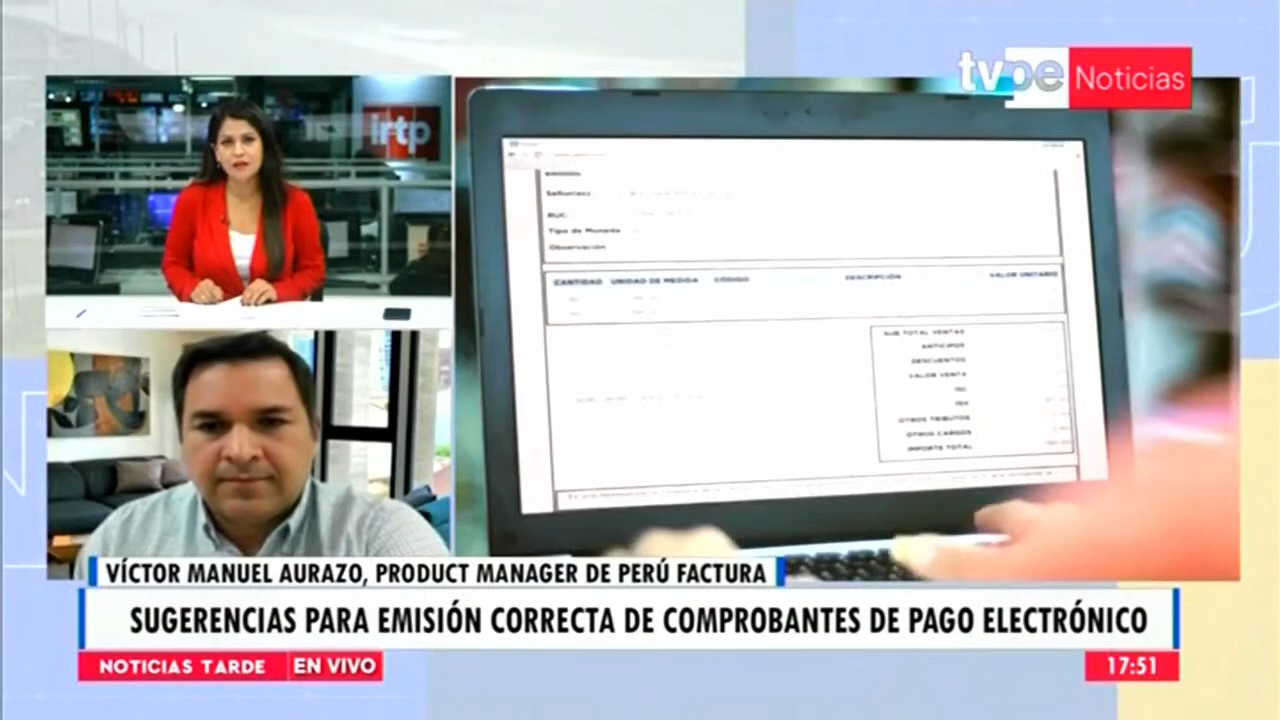 tvpe Noticias
irtp
Señor(es)
RUC
Tipo de Moneda
Observación
CANTIDAD UNIDAD DE MEDIDA CÓDIGO DESCRIPCIÓN VALOR UNITARIO
SUB TOTAL VENTAS
ANTICIPOS
DESCUENTOS
VALOR VENTA
ISC
IGV
OTROS TRIBUTOS
OTROS CARGOS
IMPORTE TOTAL
VÍCTOR MANUEL AURAZO, PRODUCT MANAGER DE PERÚ FACTURA
SUGERENCIAS PARA EMISIÓN CORRECTA DE COMPROBANTES DE PAGO ELECTRÓNICO
NOTICIAS TARDE EN VIVO
17:51